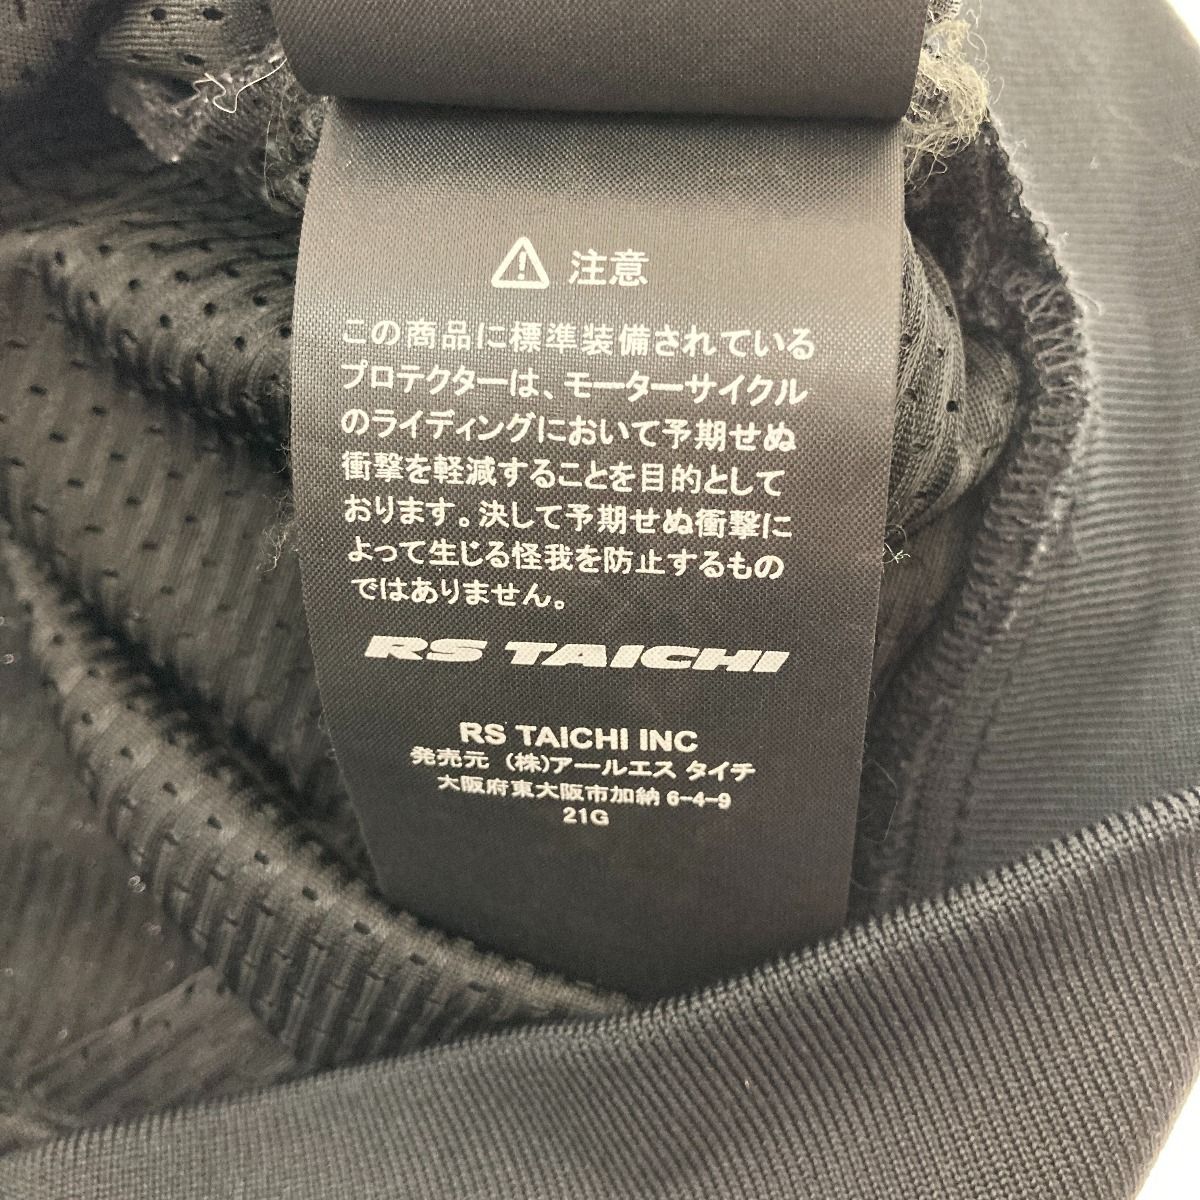 注意
この商品に標準装備されている
プロテクターは、モーターサイクル
のライディングにおいて予期せぬ
衝撃を軽減することを目的として
おります。決して予期せぬ衝撃に
よって生じる怪我を防止するもの
ではありません。
RS TAICHI
RS TAICHI INC
発売元 (株)アールエス タイチ
大阪府東大阪市加納 6-4-9
21G